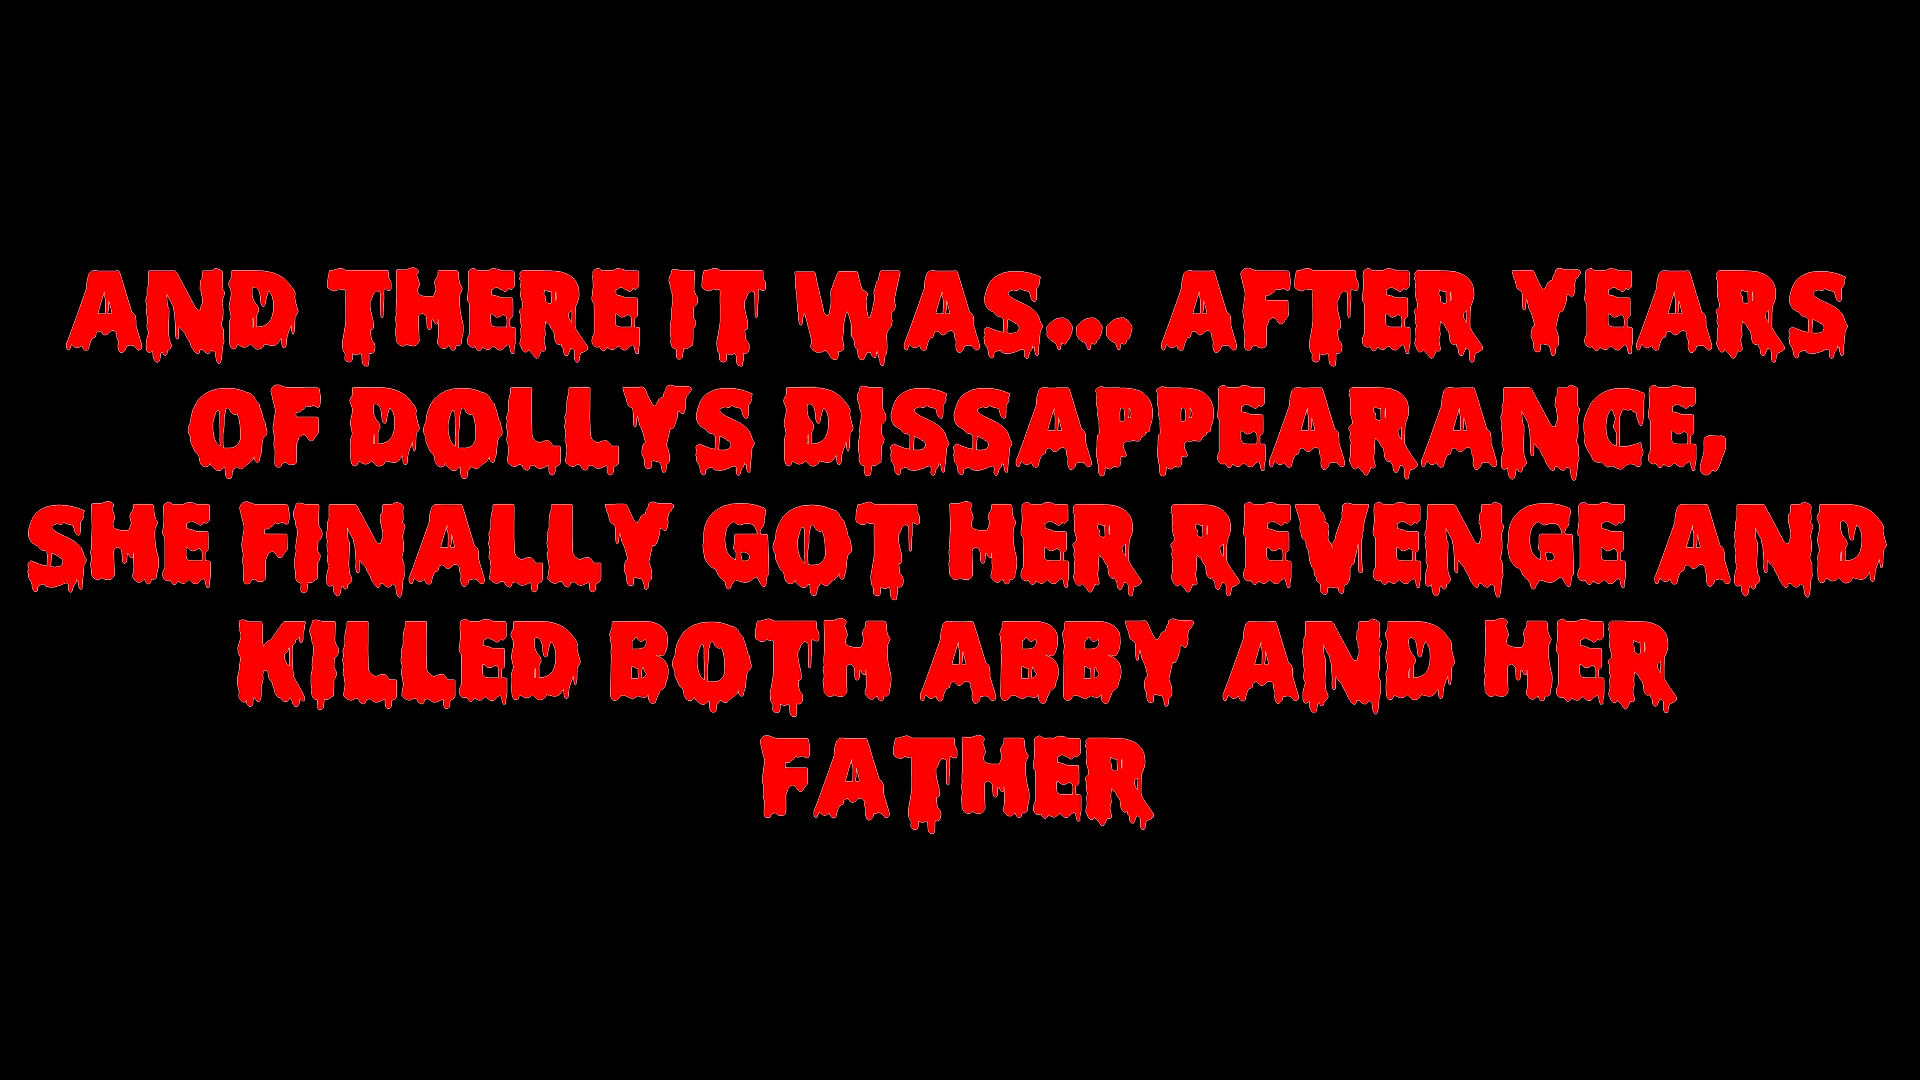 AND THERE IT WAS... AFTER YEARS
OF DOLLYS DISSAPPEARANCE,
SHE FINALLY GOT HER REVENGE AND
KILLED BOTH ABBY AND HER
FATHER